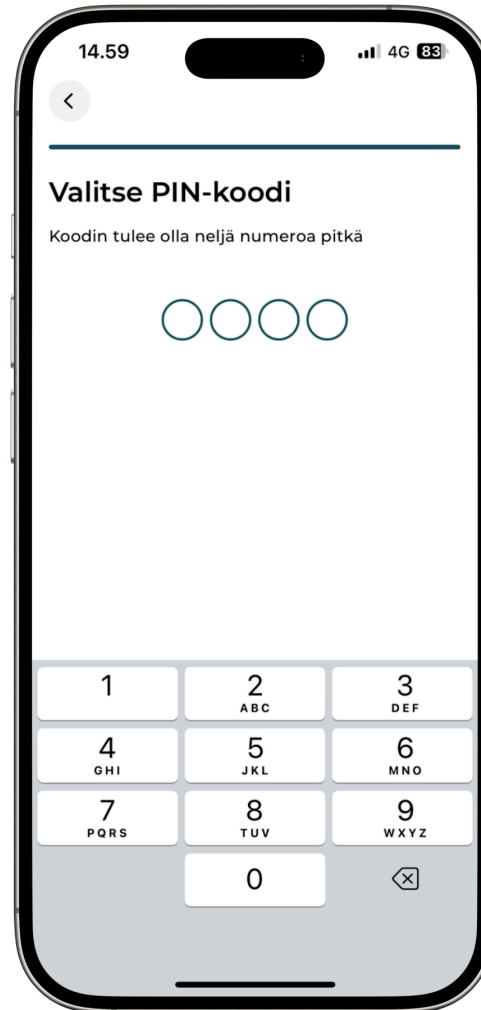 14.59 4G 83
Valitse PIN-koodi
Koodin tulee olla neljä numeroa pitkä
1 2 3
ABC DEF
4 5 6
GHI JKL MNO
7 8 9
PQRS TUV WXYZ
0